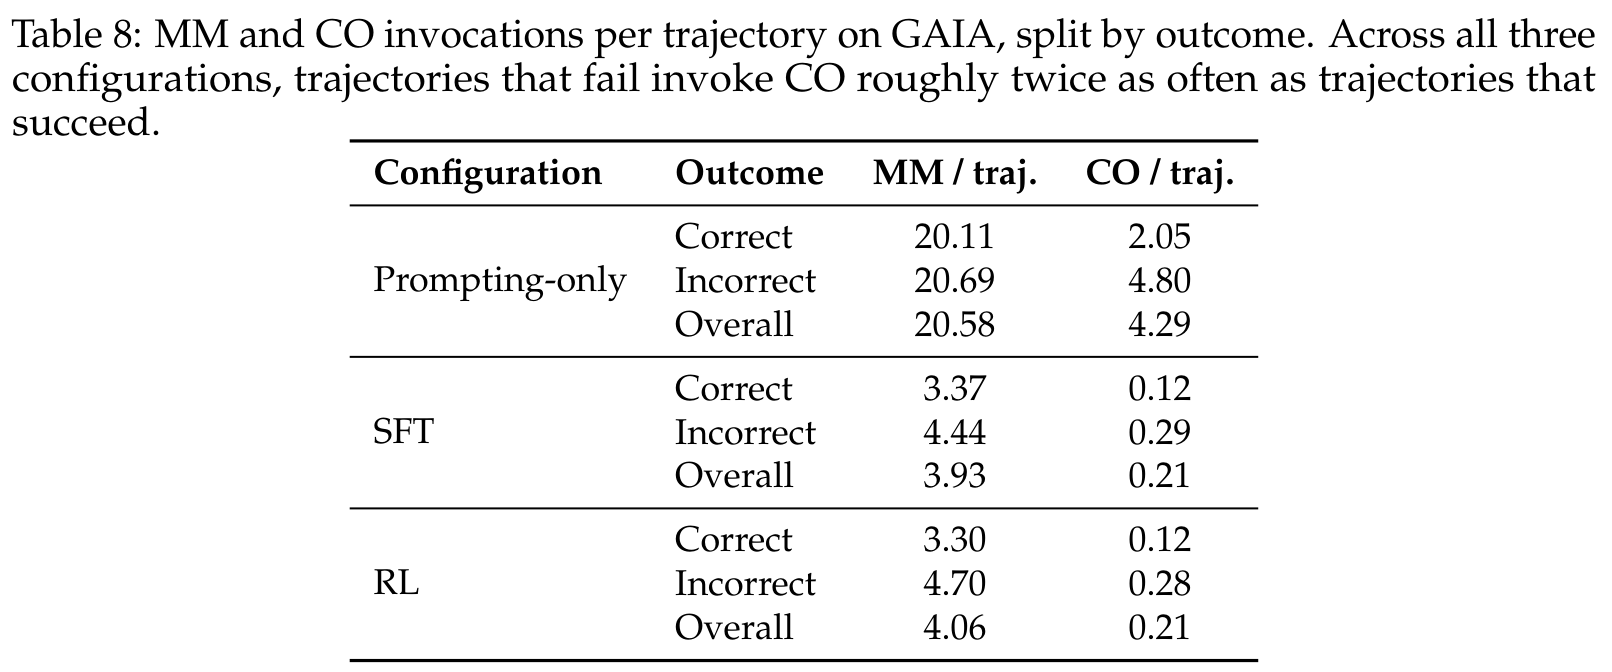 Table 8: MM and CO invocations per trajectory on GAIA, split by outcome. Across all three
configurations, trajectories that fail invoke CO roughly twice as often as trajectories that
succeed.
Configuration Outcome MM / traj. CO / traj.
Correct 20.11 2.05
Prompting-only Incorrect 20.69 4.80
Overall 20.58 4.29
Correct 3.37 0.12
SFT Incorrect 4.44 0.29
Overall 3.93 0.21
Correct 3.30 0.12
RL Incorrect 4.70 0.28
Overall 4.06 0.21